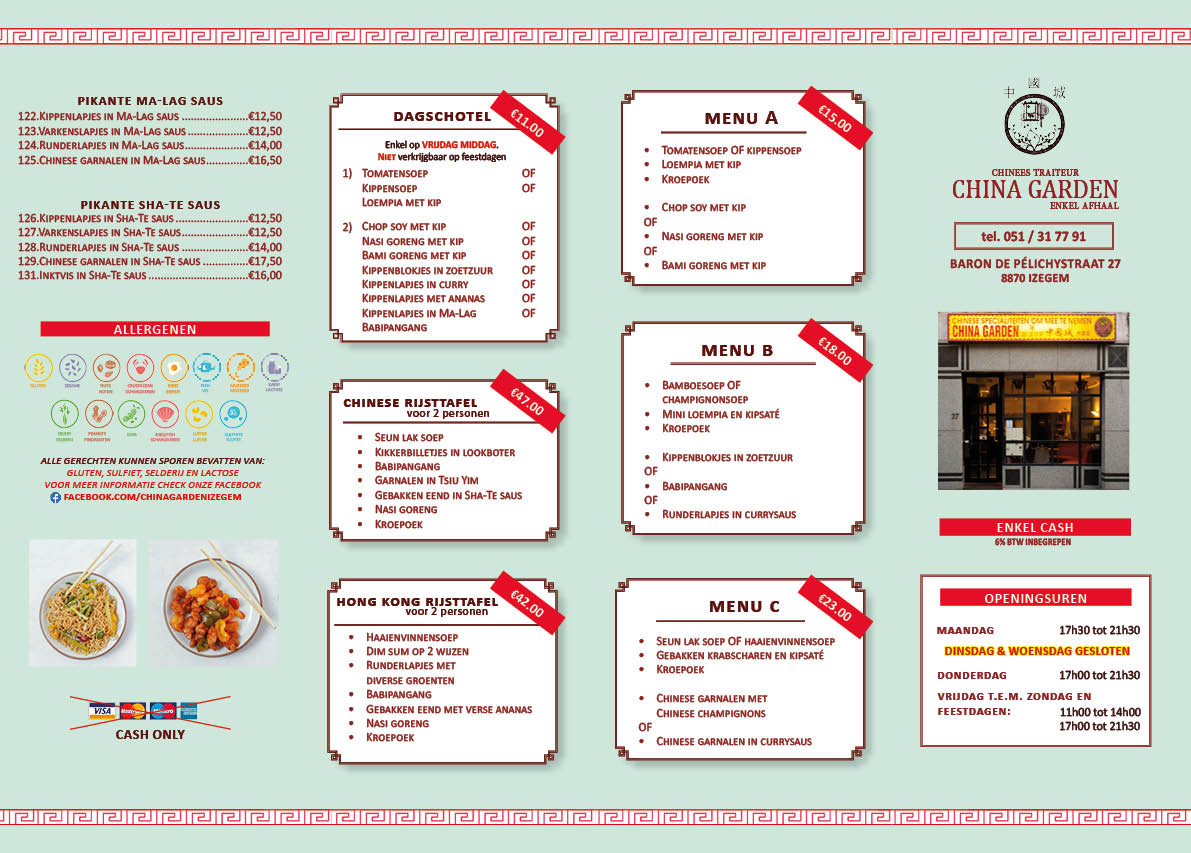 PIKANTE MA-LAG SAUS
122.KIPPENLAPJES IN MA-LAG SAUS .....................€12,50
123.VARKENSLAPJES IN MA-LAG SAUS...................€12,50
124.RUNDERLAPJES IN MA-LAG SAUS...................€14,00
125.CHINESE GARNALEN IN MA-LAG SAUS.............€16,50
PIKANTE SHA-TE SAUS
126.KIPPENLAPJES IN SHA-TE SAUS .......................€12,50
127.VARKENSLAPJES IN SHA-TE SAUS.....................€12,50
128.RUNDERLAPJES IN SHA-TE SAUS .....................€14,00
129.CHINESE GARNALEN IN SHA-TE SAUS ..............€17,50
131.INKTVIS IN SHA-TE SAUS ................................€16,00
ALLERGENEN
ALLE GERECHTEN KUNNEN SPOREN BEVATTEN VAN:
GLUTEN, SULFIET, SELDERIJ EN LACTOSE
VOOR MEER INFORMATIE CHECK ONZE FACEBOOK
FACEBOOK.COM/CHINAGARDENIZEGEM
VISA
CASH ONLY
DAGSCHOTEL
€11.00
Enkel op VRIJDAG MIDDAG.
NIET verkrijgbaar op feestdagen
1) TOMATENSOEP OF
KIPPENSOEP OF
LOEMPIA MET KIP
2) CHOP SOY MET KIP OF
NASI GORENG MET KIP OF
BAMI GORENG MET KIP OF
KIPPENBLOKJES IN ZOETZUUR OF
KIPPENLAPJES IN CURRY OF
KIPPENLAPJES MET ANANAS OF
KIPPENLAPJES IN MA-LAG OF
BABIPANGANG
CHINESE RIJSTTAFEL
voor 2 personen
€47.00
• SEUN LAK SOEP
• KIKKERBILLETJES IN LOOKBOTER
• BABIPANGANG
• GARNALEN IN TSIU YIM
• GEBAKKEN EEND IN SHA-TE SAUS
• NASI GORENG
• KROEPOEK
HONG KONG RIJSTTAFEL
voor 2 personen
€42.00
• HAAIENVINNENSOEP
• DIM SUM OP 2 WIJZEN
• RUNDERLAPJES MET
DIVERSE GROENTEN
• BABIPANGANG
• GEBAKKEN EEND MET VERSE ANANAS
• NASI GORENG
• KROEPOEK
MENU A
€15.00
• TOMATENSOEP OF KIPPENSOEP
• LOEMPIA MET KIP
• KROEPOEK
• CHOP SOY MET KIP
OF
• NASI GORENG MET KIP
OF
• BAMI GORENG MET KIP
MENU B
€18.00
• BAMBOESOEP OF
CHAMPIGNONSOEP
• MINI LOEMPIA EN KIPSATÉ
• KROEPOEK
• KIPPENBLOKJES IN ZOETZUUR
OF
• BABIPANGANG
OF
• RUNDERLAPJES IN CURRYSAUS
MENU C
€23.00
• SEUN LAK SOEP OF HAAIENVINNENSOEP
• GEBAKKEN KRABSCHAREN EN KIPSATÉ
• KROEPOEK
• CHINESE GARNALEN MET
CHINESE CHAMPIGNONS
OF
• CHINESE GARNALEN IN CURRYSAUS
中 國 城
CHINEES TRAITEUR
CHINA GARDEN
ENKEL AFHAAL
tel. 051 / 31 77 91
BARON DE PÉLICHYSTRAAT 27
8870 IZEGEM
CHINESE SPECIALITEITEN OM MEE TE NEMEN
CHINA GARDEN 中國城
27
ENKEL CASH
6% BTW INBEGREPEN
OPENINGSUREN
MAANDAG 17h30 tot 21h30
DINSDAG & WOENSDAG GESLOTEN
DONDERDAG 17h00 tot 21h30
VRIJDAG T.E.M. ZONDAG EN
FEESTDAGEN: 11h00 tot 14h00
17h00 tot 21h30